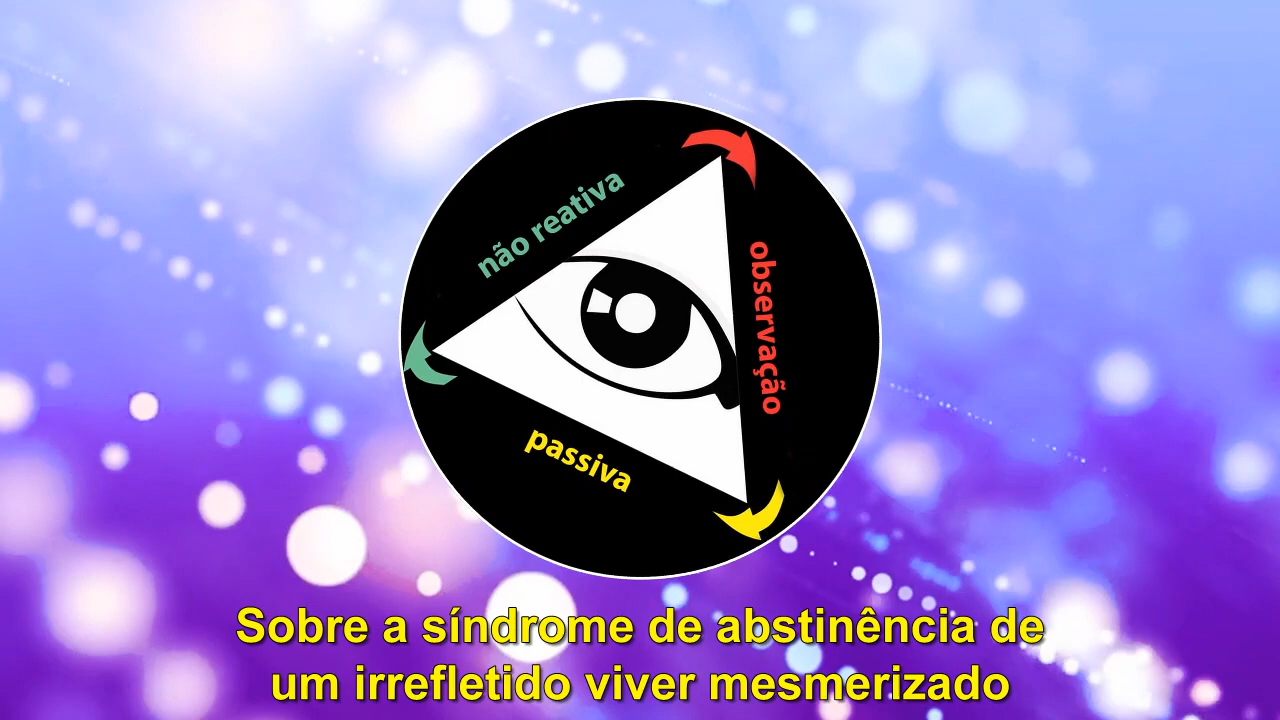 não reativa
observação
passiva
Sobre a síndrome de abstinência de
um irrefletido viver mesmerizado